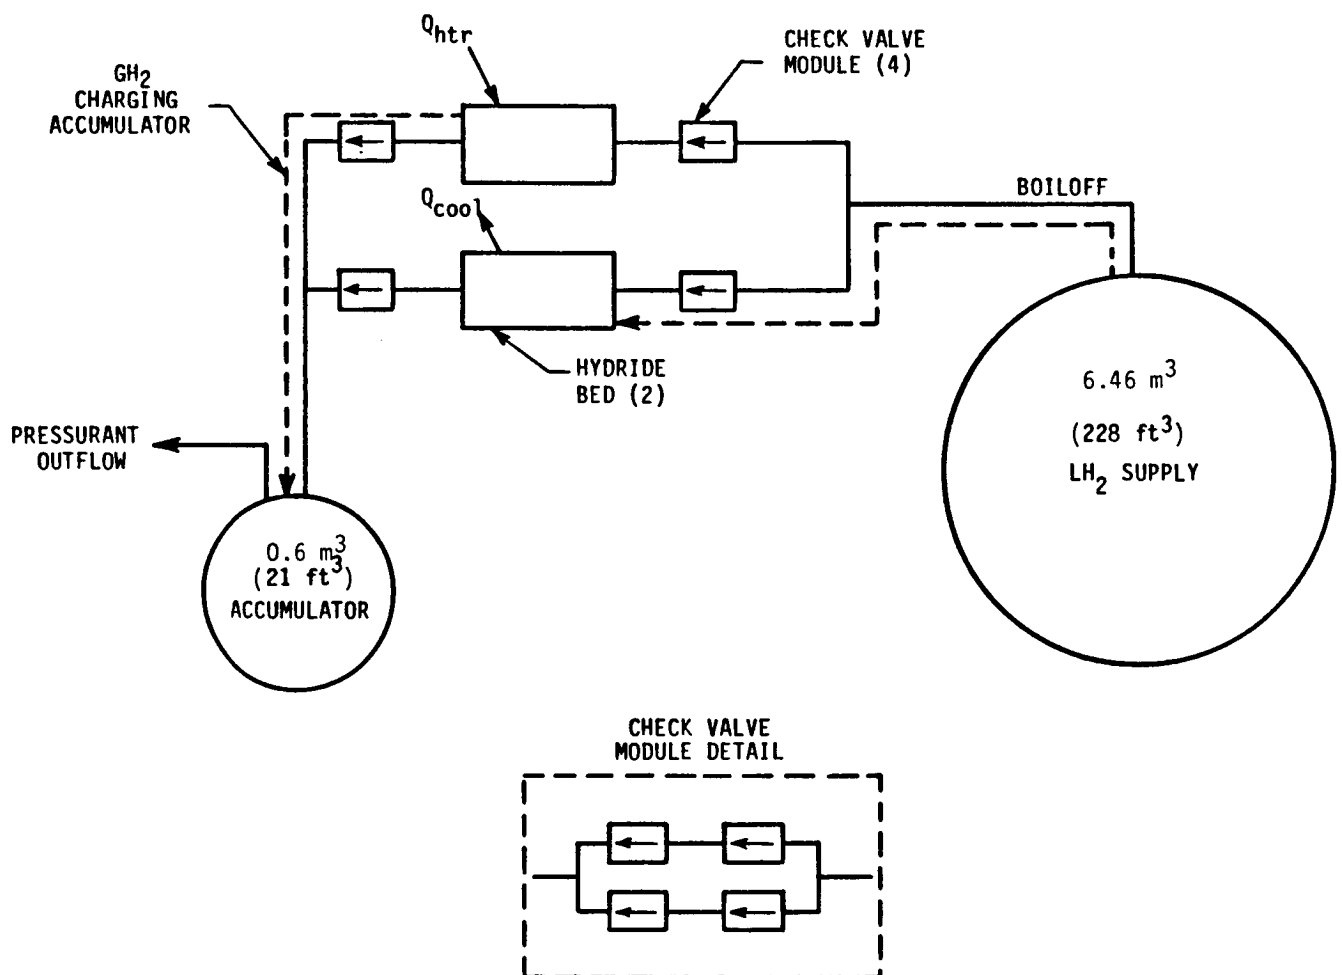 Qhtr
CHECK VALVE
MODULE (4)
GH2
CHARGING
ACCUMULATOR
BOILOFF
Qcool
HYDRIDE
BED (2)
6.46 m3
(228 ft3)
LH2 SUPPLY
PRESSURANT
OUTFLOW
0.6 m3
(21 ft3)
ACCUMULATOR
CHECK VALVE
MODULE DETAIL